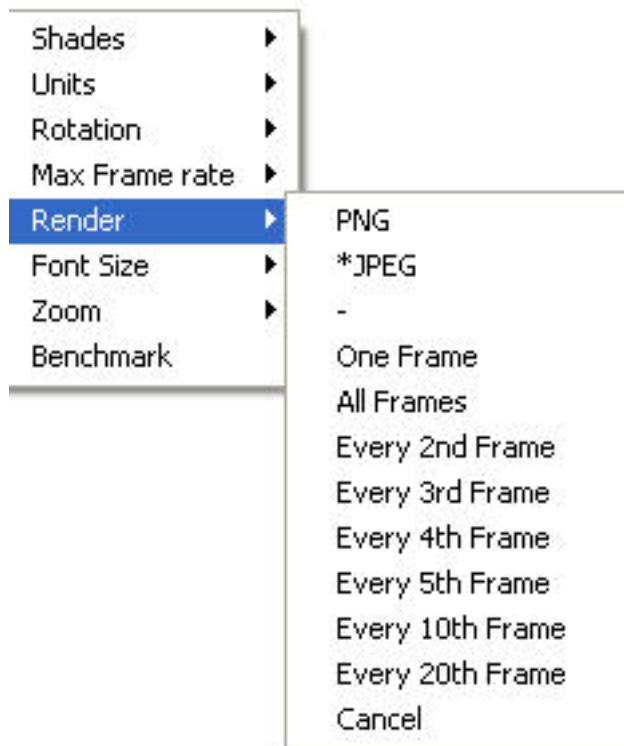 Shades
Units
Rotation
Max Frame rate
Render
Font Size
Zoom
Benchmark
PNG
*JPEG
-
One Frame
All Frames
Every 2nd Frame
Every 3rd Frame
Every 4th Frame
Every 5th Frame
Every 10th Frame
Every 20th Frame
Cancel